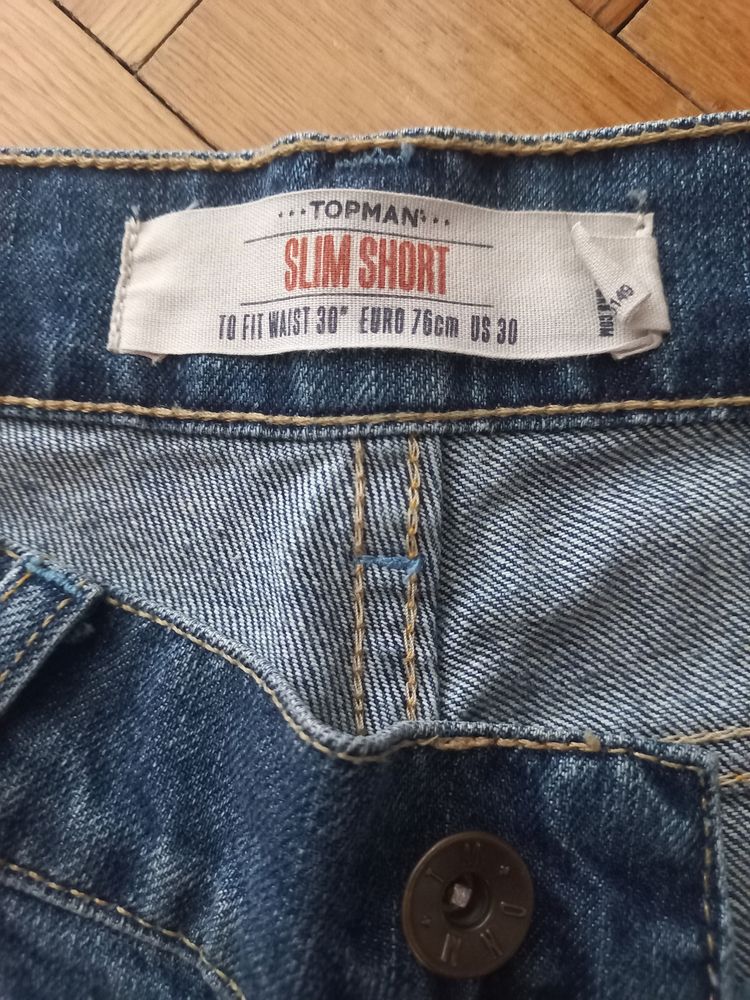 TOPMAN
SLIM SHORT
TO FIT WAIST 30" EURO 76cm US 30